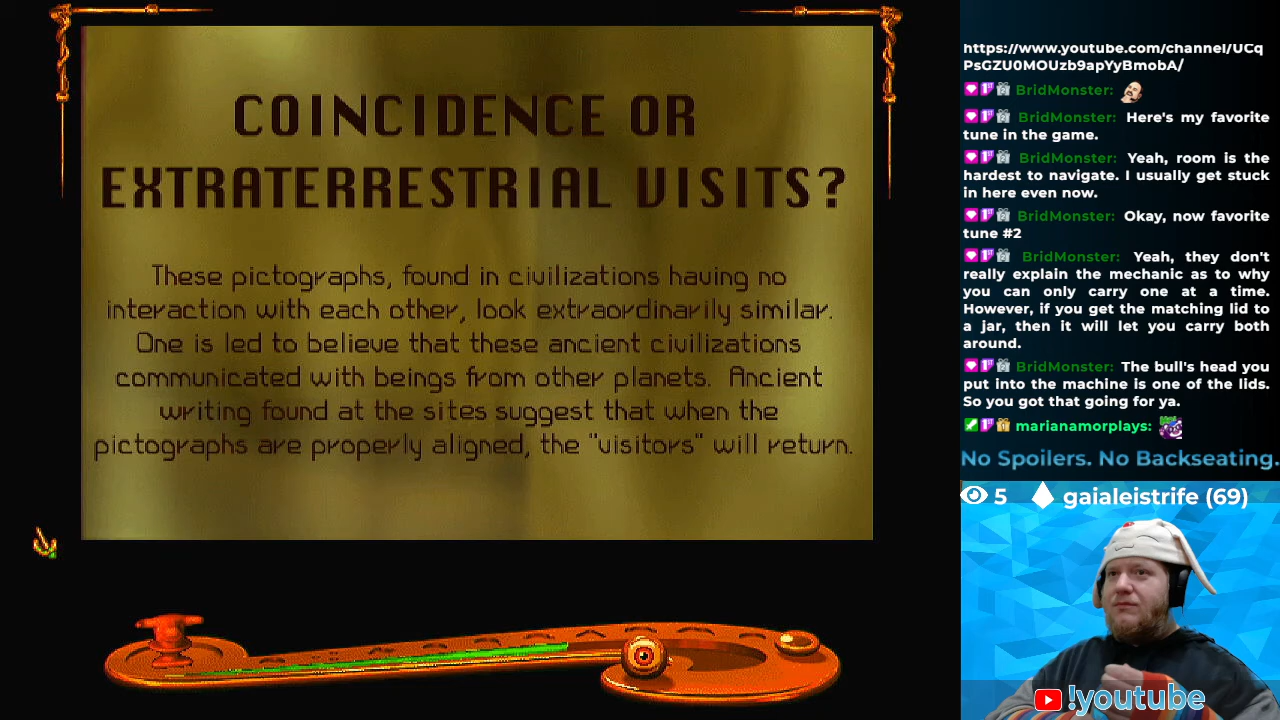 COINCIDENCE OR
EXTRATERRESTRIAL VISITS?
These pictographs, found in civilizations having no
interaction with each other, look extraordinarily similar.
One is led to believe that these ancient civilizations
communicated with beings from other planets. Ancient
writing found at the sites suggest that when the
pictographs are properly aligned, the "visitors" will return.
https://www.youtube.com/channel/UCq
PsGZU0MOUzb9apYyBmobA/
BridMonster:
BridMonster: Here's my favorite
tune in the game.
BridMonster: Yeah, room is the
hardest to navigate. I usually get stuck
in here even now.
BridMonster: Okay, now favorite
tune #2
BridMonster: Yeah, they don't
really explain the mechanic as to why
you can only carry one at a time.
However, if you get the matching lid to
a jar, then it will let you carry both
around.
BridMonster: The bull's head you
put into the machine is one of the lids.
So you got that going for ya.
marianamorplays:
No Spoilers. No Backseating.
5 gaialeistrife (69)
!youtube